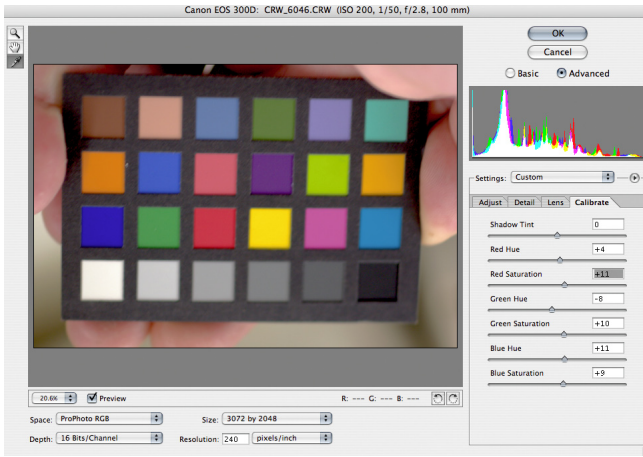 Canon EOS 300D: CRW_6046.CRW (ISO 200, 1/50, f/2.8, 100 mm)
OK
Cancel
Basic Advanced
Settings: Custom
Adjust Detail Lens Calibrate
Shadow Tint 0
Red Hue +4
Red Saturation +11
Green Hue -8
Green Saturation +10
Blue Hue +11
Blue Saturation +9
20.6% Preview R: --- G: --- B: ---
Space: ProPhoto RGB Size: 3072 by 2048
Depth: 16 Bits/Channel Resolution: 240 pixels/inch